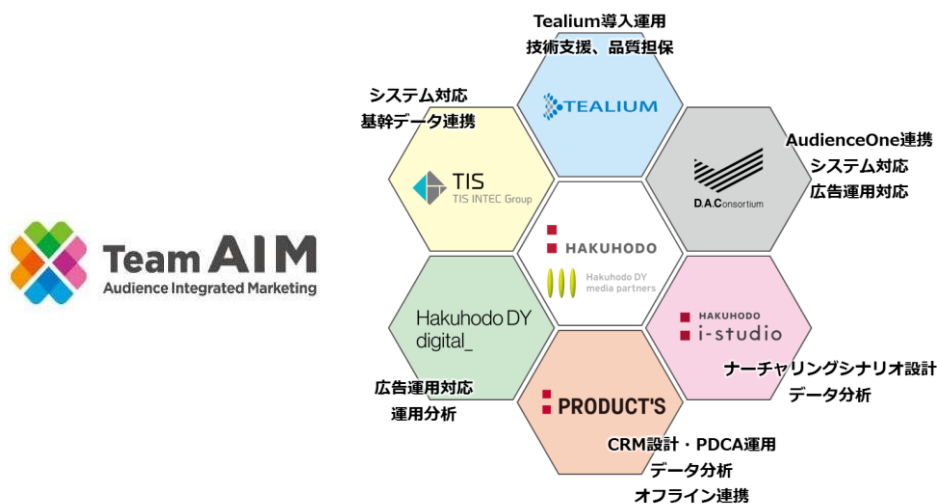 Team AIM
Audience Integrated Marketing
Tealium導入運用
技術支援、品質担保
TEALIUM
システム対応
基幹データ連携
TIS
TIS INTEC Group
AudienceOne連携
システム対応
広告運用対応
D.A.Consortium
HAKUHODO
Hakuhodo DY
media partners
Hakuhodo DY
digital_
広告運用対応
運用分析
HAKUHODO
i-studio
ナーチャリングシナリオ設計
データ分析
PRODUCT'S
CRM設計・PDCA運用
データ分析
オフライン連携